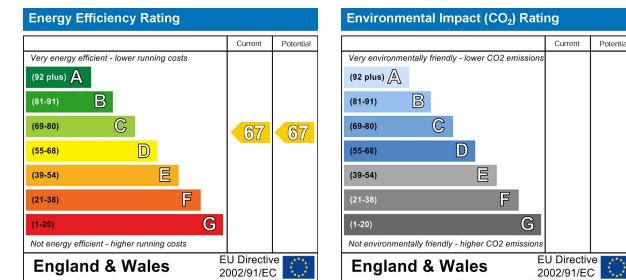 Energy Efficiency Rating
Current Potential
Very energy efficient - lower running costs
(92 plus) A
(81-91) B
(69-80) C
67 67
(55-68) D
(39-54) E
(21-38) F
(1-20) G
Not energy efficient - higher running costs
England & Wales
EU Directive
2002/91/EC
Environmental Impact (CO2) Rating
Current Potential
Very environmentally friendly - lower CO2 emissions
(92 plus) A
(81-91) B
(69-80) C
(55-68) D
(39-54) E
(21-38) F
(1-20) G
Not environmentally friendly - higher CO2 emissions
England & Wales
EU Directive
2002/91/EC